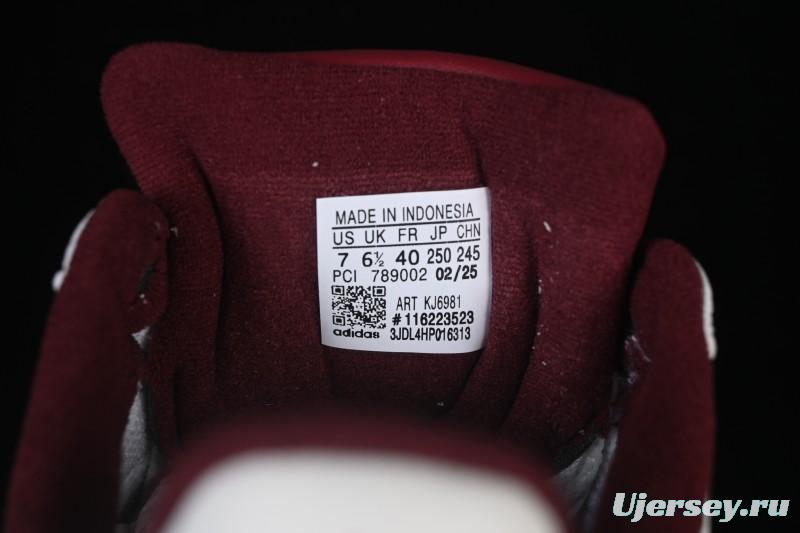 MADE IN INDONESIA
US UK FR JP CHN
7 6½ 40 250 245
PCI 789002 02/25
ART KJ6981
#116223523
adidas 3JDL4HP016313
Ujersey.ru